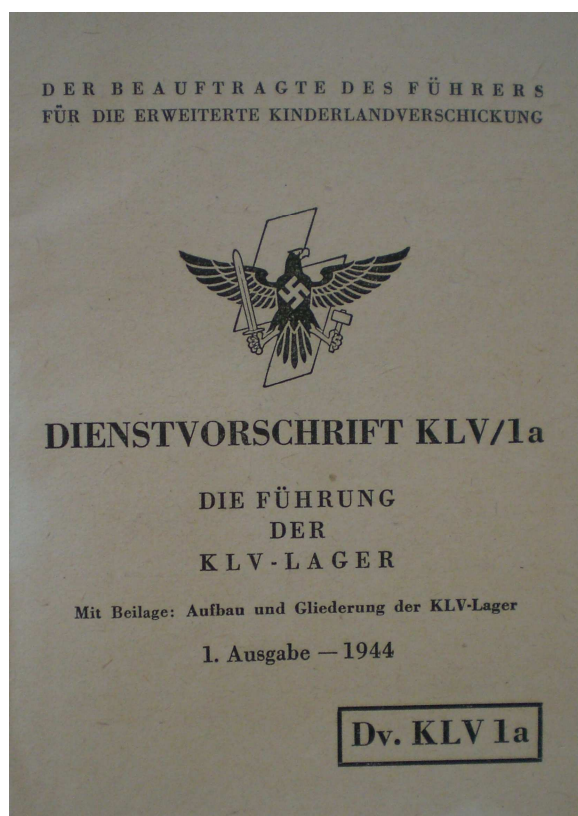 DER BEAUFTRAGTE DES FÜHRERS
FÜR DIE ERWEITERTE KINDERLANDVERSCHICKUNG
DIENSTVORSCHRIFT KLV/1a
DIE FÜHRUNG
DER
KLV-LAGER
Mit Beilage: Aufbau und Gliederung der KLV-Lager
1. Ausgabe — 1944
Dv. KLV 1a